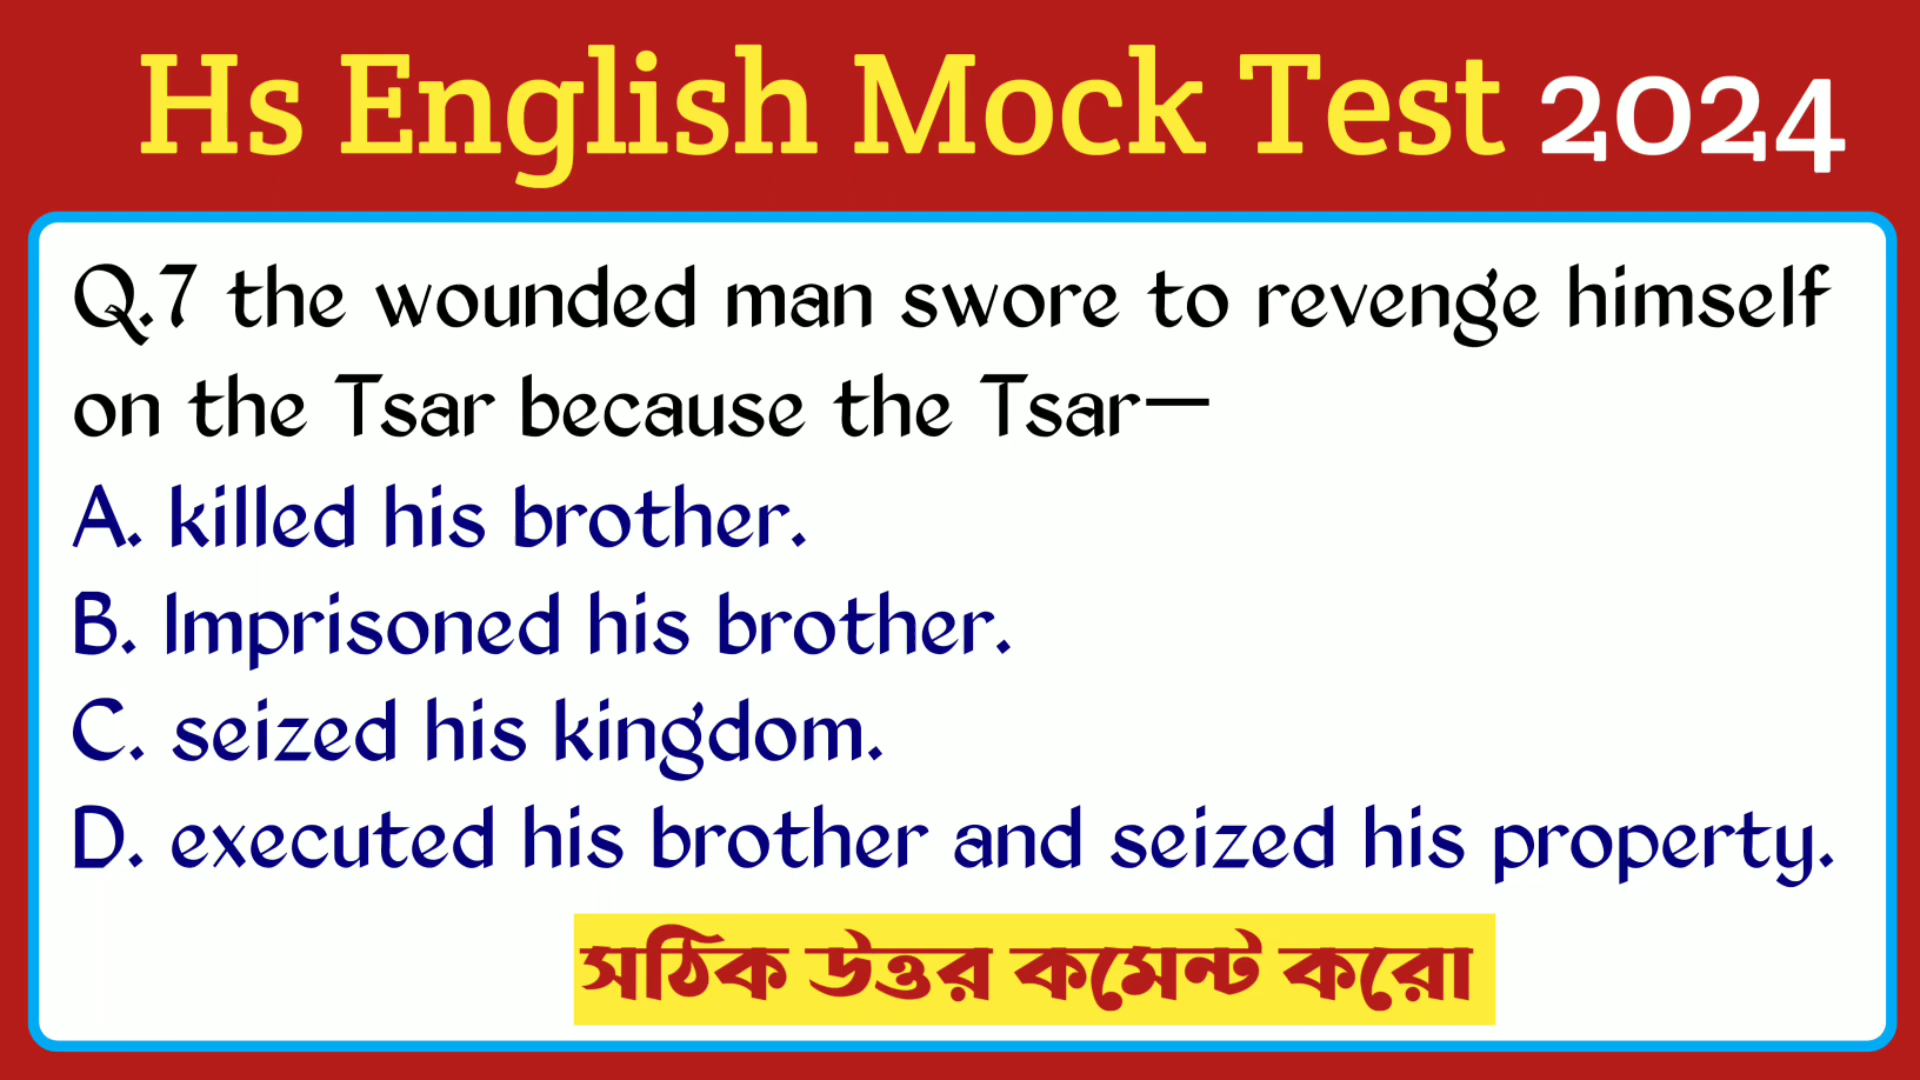 Hs English Mock Test 2024
Q.7 the wounded man swore to revenge himself
on the Tsar because the Tsar—
A. killed his brother.
B. Imprisoned his brother.
C. seized his kingdom.
D. executed his brother and seized his property.
সঠিক উত্তর কমেন্ট করো